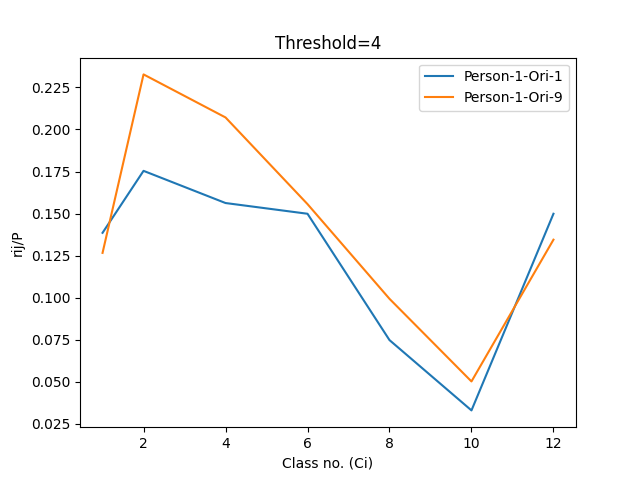 Threshold=4
Person-1-Ori-1
Person-1-Ori-9
rij/P
0.225
0.200
0.175
0.150
0.125
0.100
0.075
0.050
0.025
2 4 6 8 10 12
Class no. (Ci)